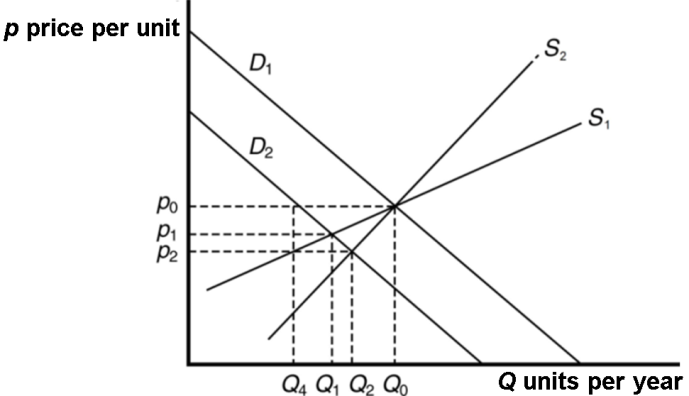 p price per unit
D₁
D₂
S₂
S₁
p₀
p₁
p₂
Q₄ Q₁ Q₂ Q₀
Q units per year